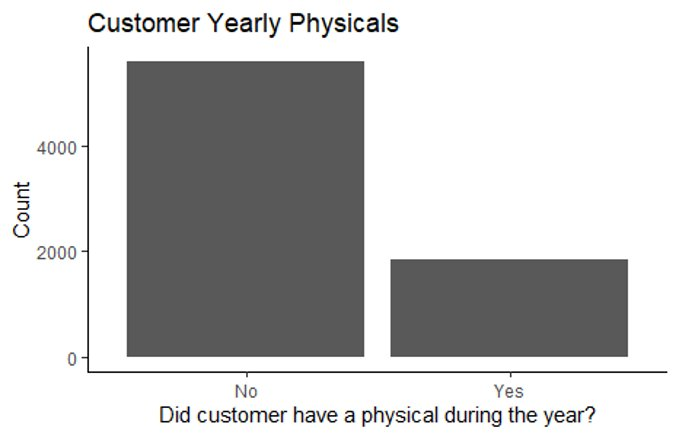 Customer Yearly Physicals
Count
4000
2000
0
No
Yes
Did customer have a physical during the year?